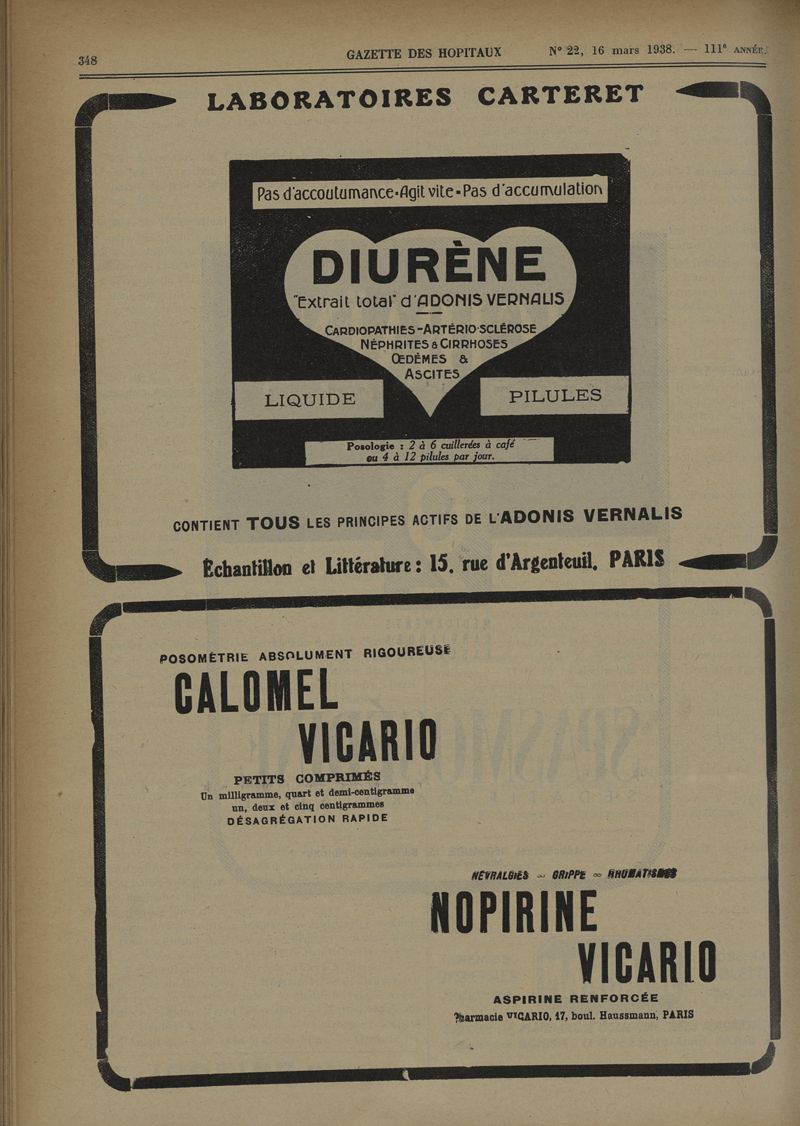 348
GAZETTE DES HOPITAUX
N° 22, 16 mars 1938. — 111e ANNÉE.
LABORATOIRES CARTERET
Pas d'accoutumance-Agit vite-Pas d'accumulation
DIURÈNE
"Extrait total" d'ADONIS VERNALIS
CARDIOPATHIES-ARTÉRIO-SCLÉROSE
NÉPHRITES & CIRRHOSES
ŒDÈMES &
ASCITES
LIQUIDE
PILULES
Posologie : 2 à 6 cuillerées à café
ou 4 à 12 pilules par jour.
CONTIENT TOUS LES PRINCIPES ACTIFS DE L'ADONIS VERNALIS
Échantillon et Littérature : 15, rue d'Argenteuil, PARIS
POSOMÉTRIE ABSOLUMENT RIGOUREUSE
CALOMEL
VICARIO
PETITS COMPRIMÉS
Un milligramme, quart et demi-centigramme
un, deux et cinq centigrammes
DÉSAGRÉGATION RAPIDE
NÉVRALGIES ~ GRIPPE ∞ RHUMATISMES
NOPIRINE
VICARIO
ASPIRINE RENFORCÉE
Pharmacie VICARIO, 17, boul. Haussmann, PARIS